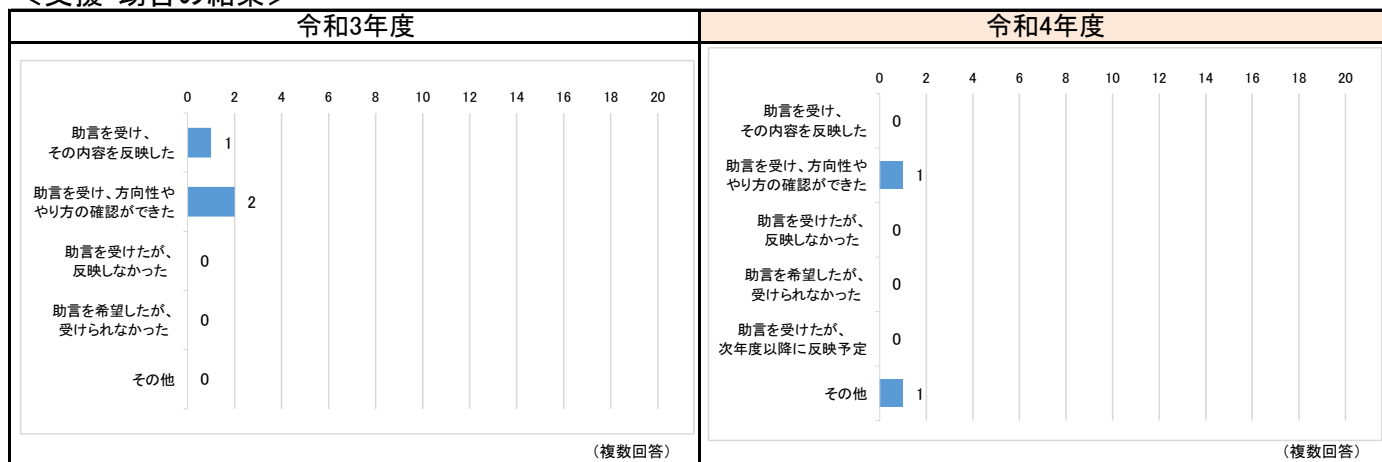 <支援・助言の結果>
令和3年度
0 2 4 6 8 10 12 14 16 18 20
助言を受け、
その内容を反映した
1
助言を受け、方向性や
やり方の確認ができた
2
助言を受けたが、
反映しなかった
0
助言を希望したが、
受けられなかった
0
その他
0
(複数回答)
令和4年度
0 2 4 6 8 10 12 14 16 18 20
助言を受け、
その内容を反映した
0
助言を受け、方向性や
やり方の確認ができた
1
助言を受けたが、
反映しなかった
0
助言を希望したが、
受けられなかった
0
助言を受けたが、
次年度以降に反映予定
0
その他
1
(複数回答)